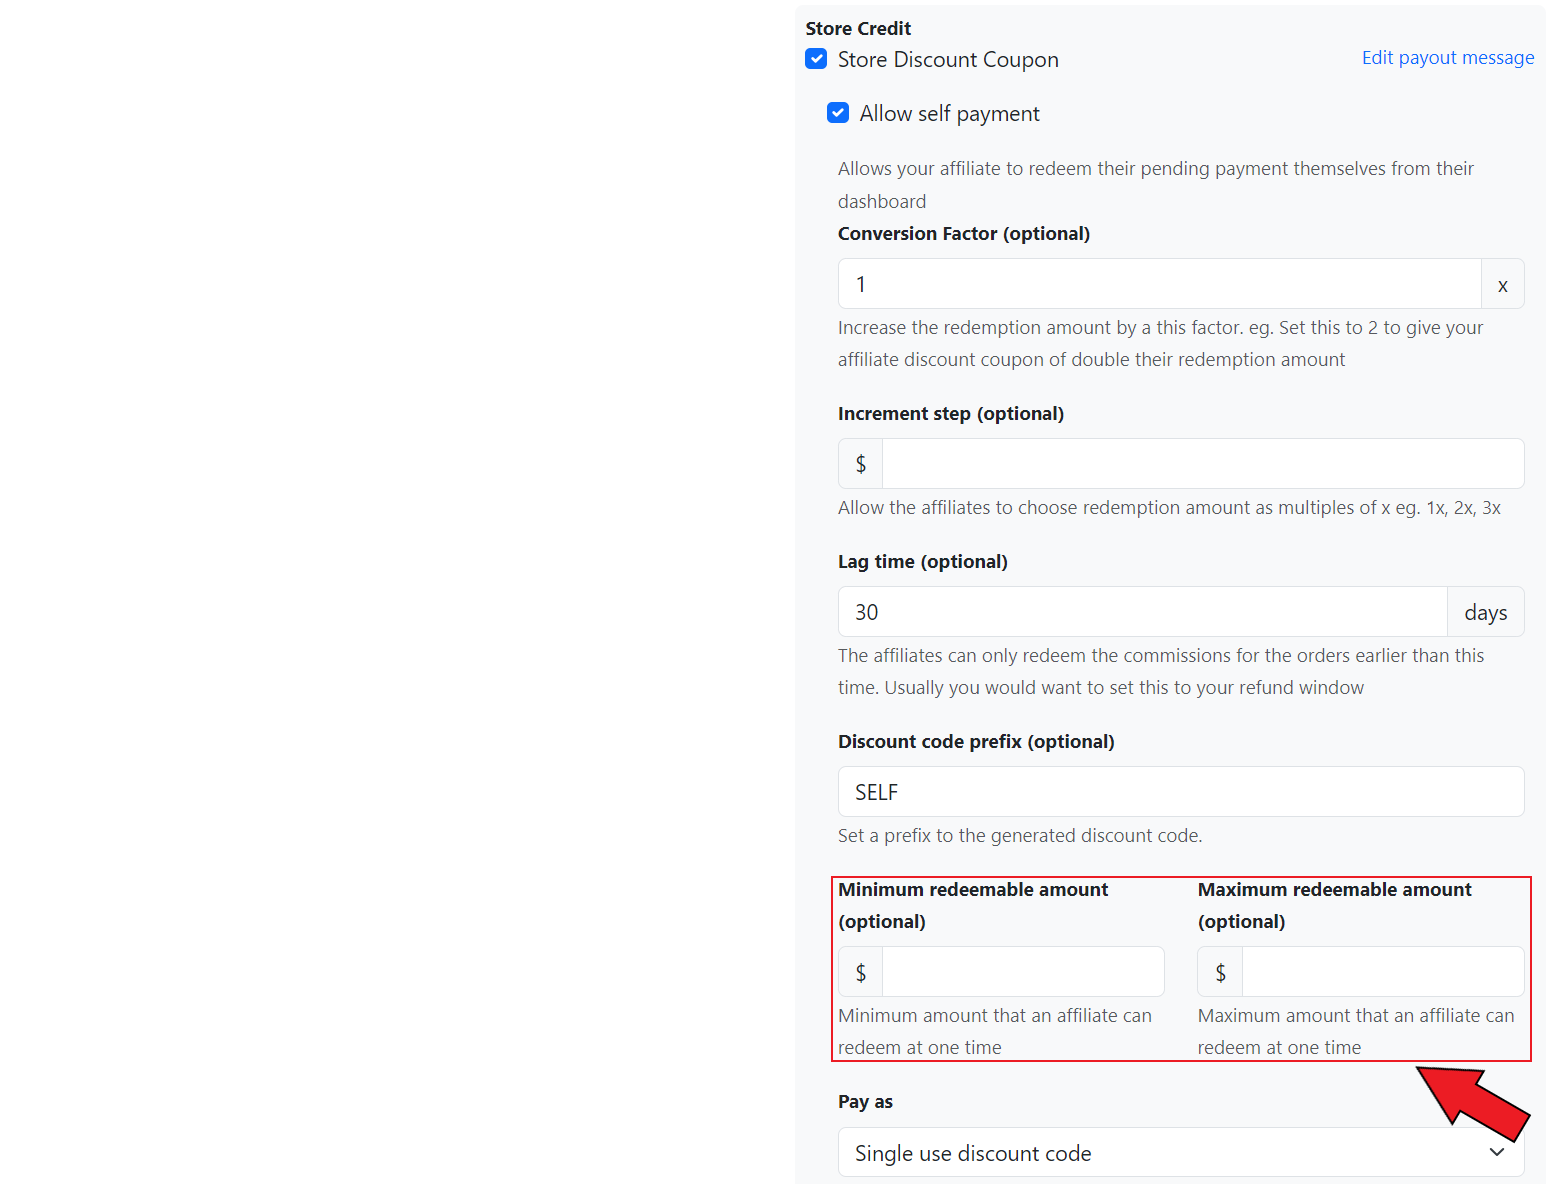 Store Credit
Store Discount Coupon
Edit payout message
Allow self payment
Allows your affiliate to redeem their pending payment themselves from their
dashboard
Conversion Factor (optional)
1
x
Increase the redemption amount by a this factor. eg. Set this to 2 to give your
affiliate discount coupon of double their redemption amount
Increment step (optional)
$
Allow the affiliates to choose redemption amount as multiples of x eg. 1x, 2x, 3x
Lag time (optional)
30
days
The affiliates can only redeem the commissions for the orders earlier than this
time. Usually you would want to set this to your refund window
Discount code prefix (optional)
SELF
Set a prefix to the generated discount code.
Minimum redeemable amount
(optional)
$
Minimum amount that an affiliate can
redeem at one time
Maximum redeemable amount
(optional)
$
Maximum amount that an affiliate can
redeem at one time
Pay as
Single use discount code